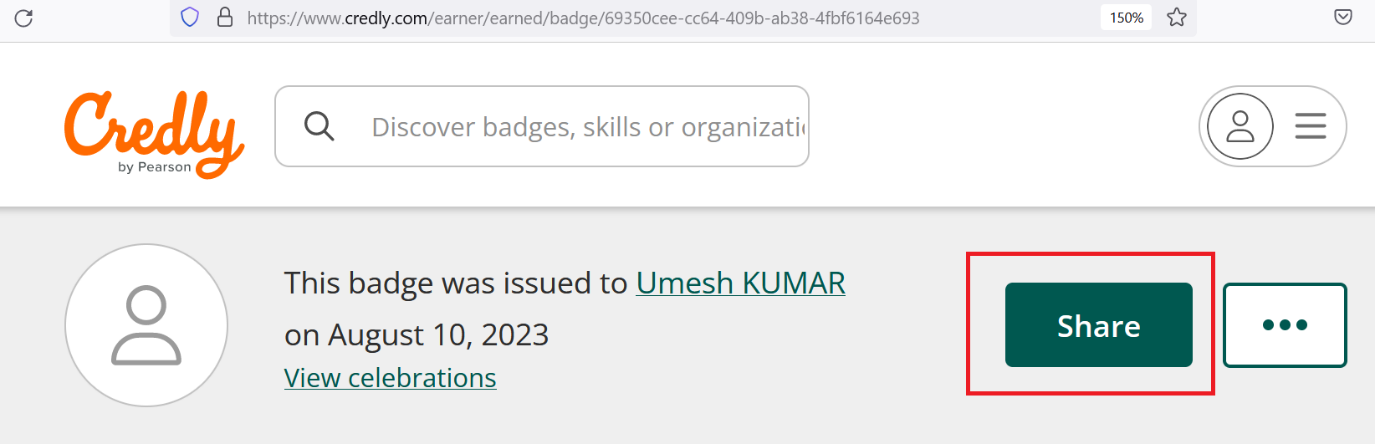 https://www.credly.com/earner/earned/badge/69350cee-cc64-409b-ab38-4fbf6164e693
150%
Credly
by Pearson
Discover badges, skills or organizati
This badge was issued to Umesh KUMAR
on August 10, 2023
View celebrations
Share